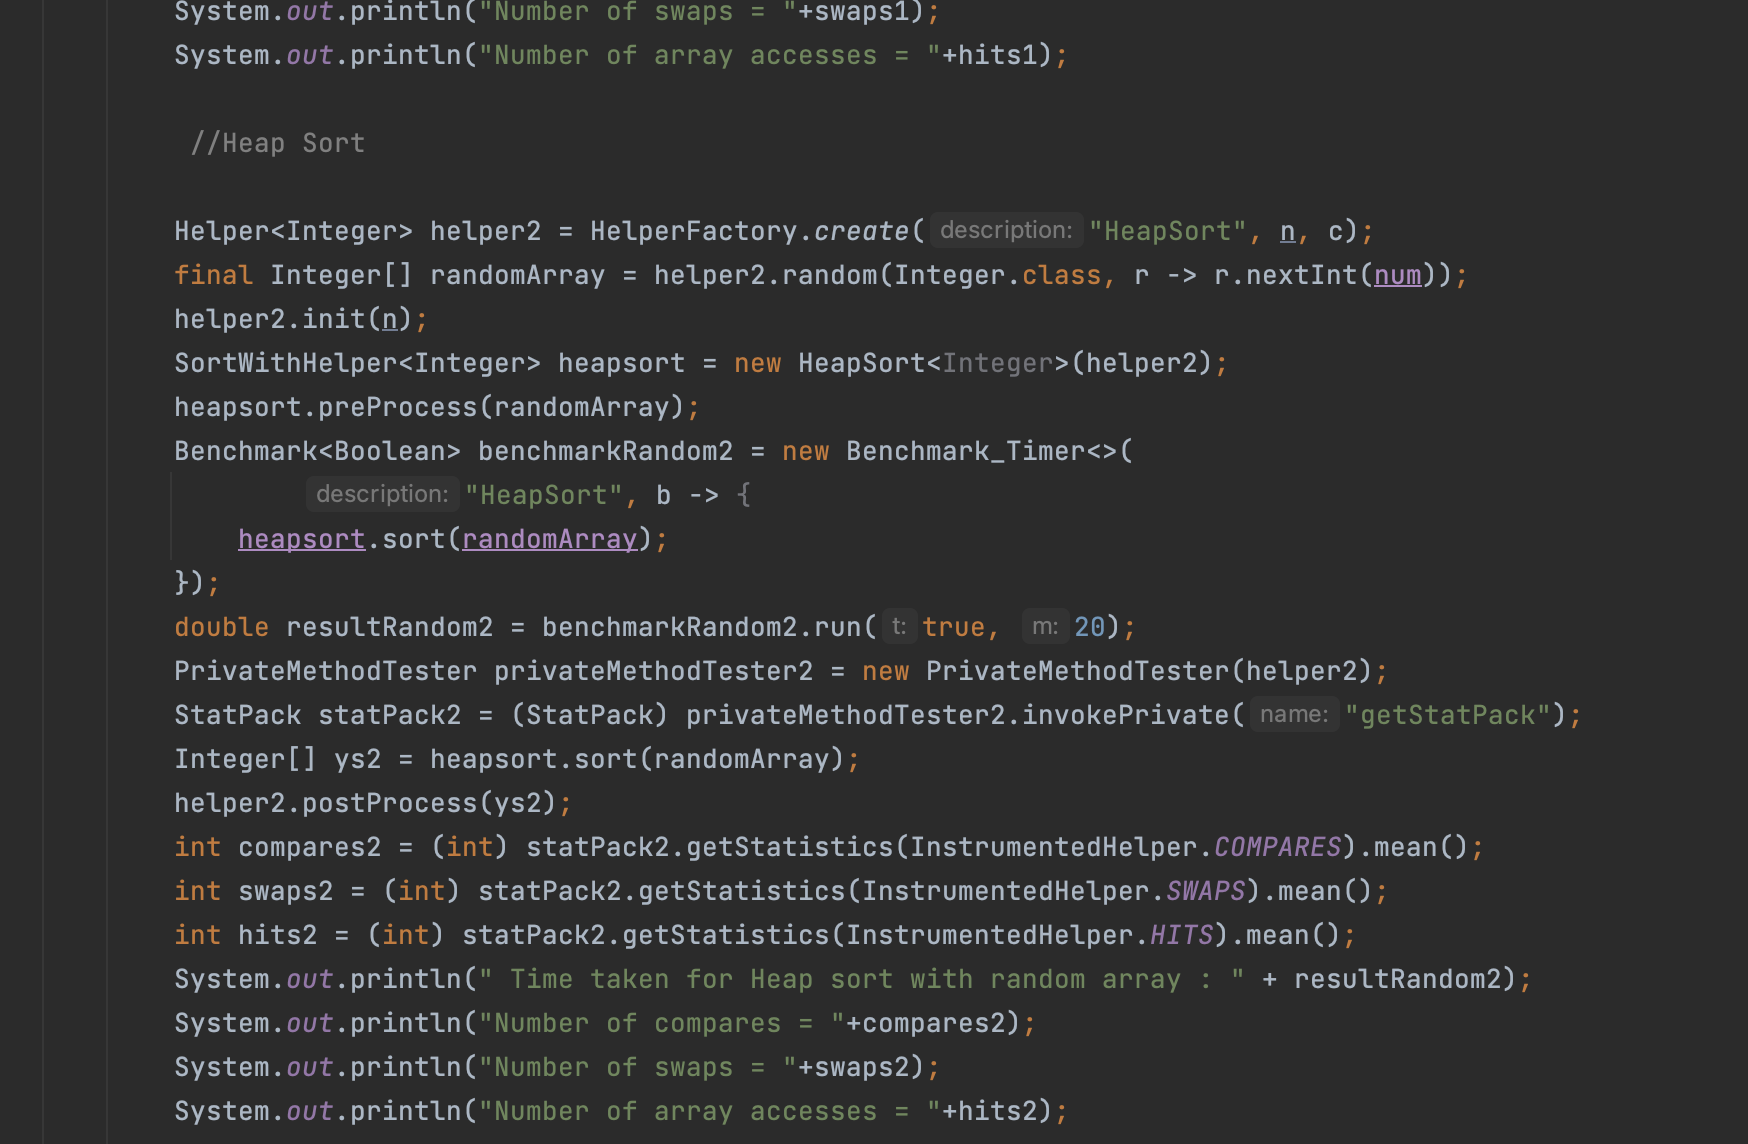 System.out.println("Number of swaps = "+swaps1);
System.out.println("Number of array accesses = "+hits1);
//Heap Sort
Helper<Integer> helper2 = HelperFactory.create( description: "HeapSort", n, c);
final Integer[] randomArray = helper2.random(Integer.class, r -> r.nextInt(num));
helper2.init(n);
SortWithHelper<Integer> heapsort = new HeapSort<Integer>(helper2);
heapsort.preProcess(randomArray);
Benchmark<Boolean> benchmarkRandom2 = new Benchmark_Timer<>(
description: "HeapSort", b -> {
heapsort.sort(randomArray);
});
double resultRandom2 = benchmarkRandom2.run( t: true, m: 20);
PrivateMethodTester privateMethodTester2 = new PrivateMethodTester(helper2);
StatPack statPack2 = (StatPack) privateMethodTester2.invokePrivate( name: "getStatPack");
Integer[] ys2 = heapsort.sort(randomArray);
helper2.postProcess(ys2);
int compares2 = (int) statPack2.getStatistics(InstrumentedHelper.COMPARES).mean();
int swaps2 = (int) statPack2.getStatistics(InstrumentedHelper.SWAPS).mean();
int hits2 = (int) statPack2.getStatistics(InstrumentedHelper.HITS).mean();
System.out.println(" Time taken for Heap sort with random array : " + resultRandom2);
System.out.println("Number of compares = "+compares2);
System.out.println("Number of swaps = "+swaps2);
System.out.println("Number of array accesses = "+hits2);